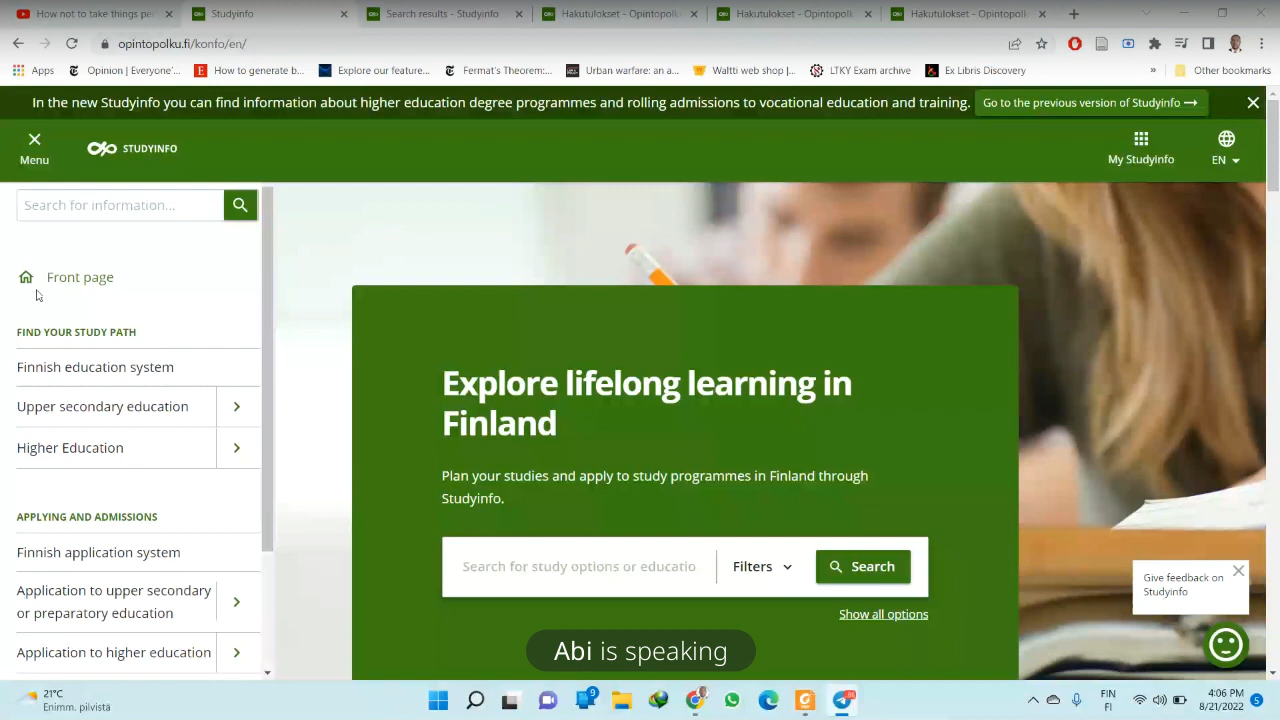 How not to take things pe
Studyinfo
Search results - Studyinfo
Hakutulokset - Opintopolk
Hakutulokset - Opintopolk
Hakutulokset - Opintopolk
opintopolku.fi/konfo/en/
Apps
Opinion | Everyone'...
How to generate b...
Explore our feature...
Fermat's Theorem:...
Urban warfare: an a...
Waltti web shop |...
LTKY Exam archive
Ex Libris Discovery
»
Other bookmarks
In the new Studyinfo you can find information about higher education degree programmes and rolling admissions to vocational education and training.
Go to the previous version of Studyinfo →
Menu
STUDYINFO
My Studyinfo
EN
Search for information...
Front page
FIND YOUR STUDY PATH
Finnish education system
Upper secondary education
Higher Education
APPLYING AND ADMISSIONS
Finnish application system
Application to upper secondary
or preparatory education
Application to higher education
Explore lifelong learning in
Finland
Plan your studies and apply to study programmes in Finland through
Studyinfo.
Search for study options or educatio
Filters
Search
Show all options
Give feedback on
Studyinfo
Abi is speaking
21°C
Enimm. pilvistä
9
FIN
FI
4:06 PM
8/21/2022
5